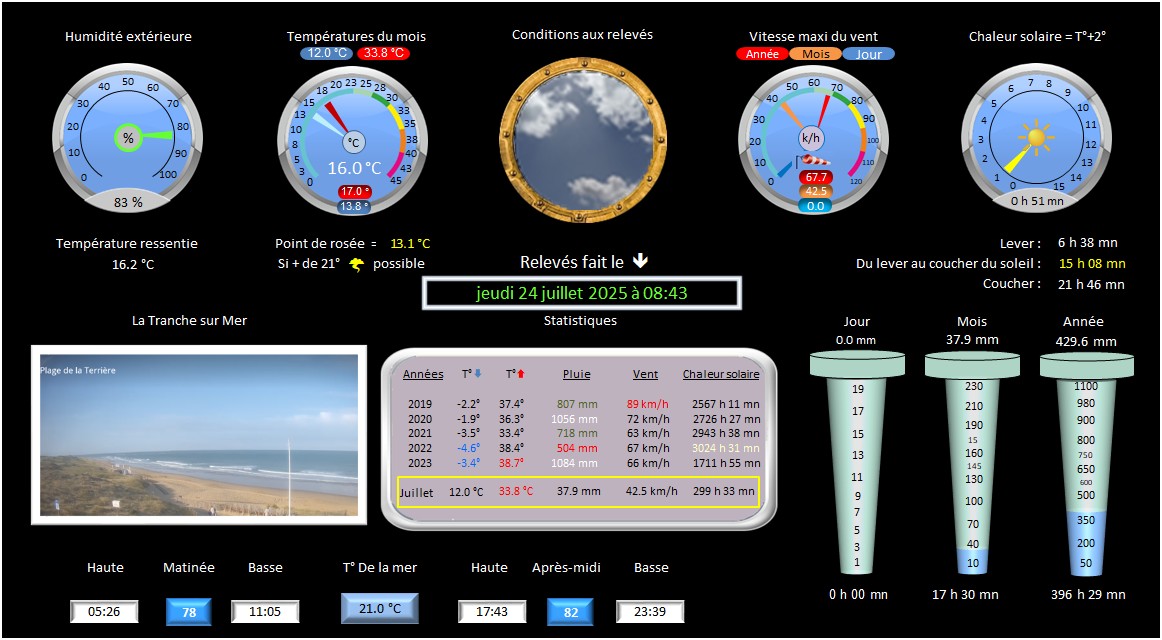 Humidité extérieure
0 10 20 30 40 50 60 70 80 90 100
%
83 %
Températures du mois
12.0 °C 33.8 °C
0 3 5 8 10 13 15 18 20 23 25 28 30 33 35 38 40 43 45
°C
16.0 °C
17.0 °
13.8 °
Conditions aux relevés
Vitesse maxi du vent
Année Mois Jour
0 10 20 30 40 50 60 70 80 90 100 110 120
k/h
67.7
42.5
0.0
Chaleur solaire = T°+2°
0 1 2 3 4 5 6 7 8 9 10 11 12 13 14 15
0 h 51 mn
Température ressentie
16.2 °C
Point de rosée = 13.1 °C
Si + de 21° possible
Relevés fait le
jeudi 24 juillet 2025 à 08:43
Lever : 6 h 38 mn
Du lever au coucher du soleil : 15 h 08 mn
Coucher : 21 h 46 mn
La Tranche sur Mer
Plage de la Terrière
Statistiques
Années T° T° Pluie Vent Chaleur solaire
2019 -2.2° 37.4° 807 mm 89 km/h 2567 h 11 mn
2020 -1.9° 36.3° 1056 mm 72 km/h 2726 h 27 mn
2021 -3.5° 33.4° 718 mm 63 km/h 2943 h 38 mn
2022 -4.6° 38.4° 504 mm 67 km/h 3024 h 31 mn
2023 -3.4° 38.7° 1084 mm 66 km/h 1711 h 55 mn
Juillet 12.0 °C 33.8 °C 37.9 mm 42.5 km/h 299 h 33 mn
Jour
0.0 mm
19
17
15
13
11
9
7
5
3
1
0 h 00 mn
Mois
37.9 mm
230
210
190
15
160
145
130
100
70
40
10
17 h 30 mn
Année
429.6 mm
1100
980
900
800
750
650
600
500
350
200
50
396 h 29 mn
Haute Matinée Basse T° De la mer Haute Après-midi Basse
05:26 78 11:05 21.0 °C 17:43 82 23:39